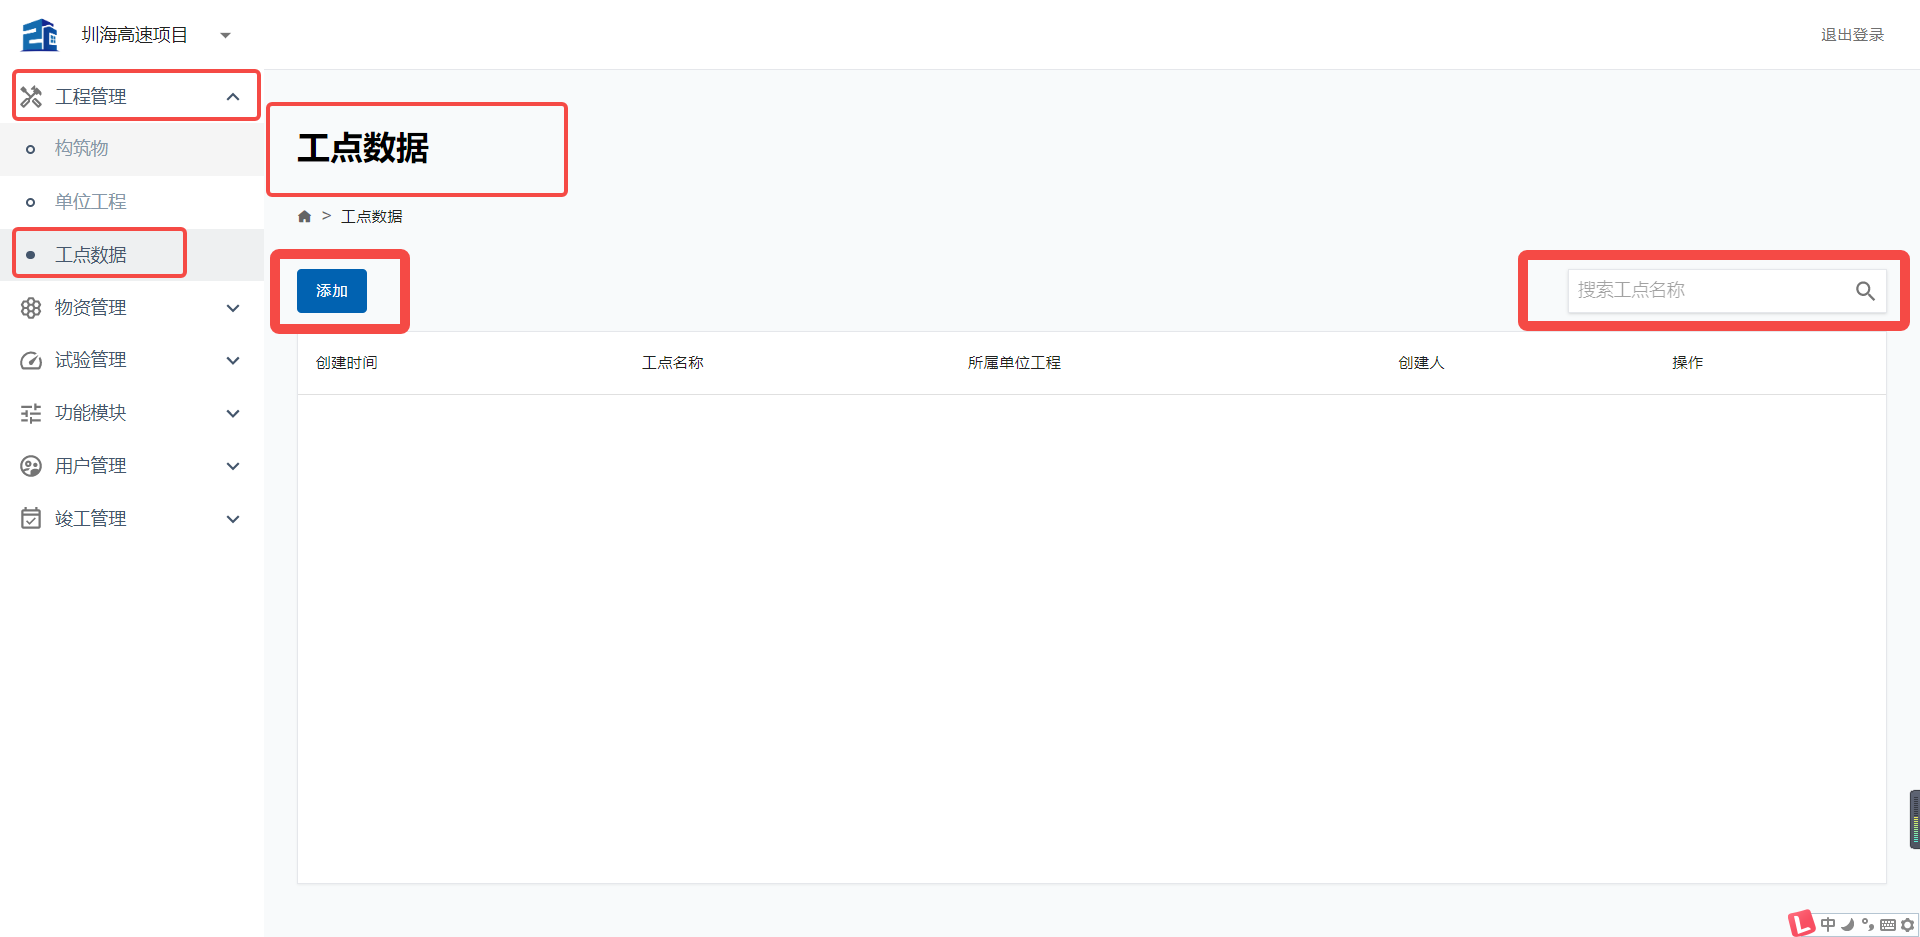 圳海高速项目
退出登录
工程管理
构筑物
单位工程
工点数据
物资管理
试验管理
功能模块
用户管理
竣工管理
工点数据
> 工点数据
添加
搜索工点名称
创建时间 工点名称 所属单位工程 创建人 操作
中